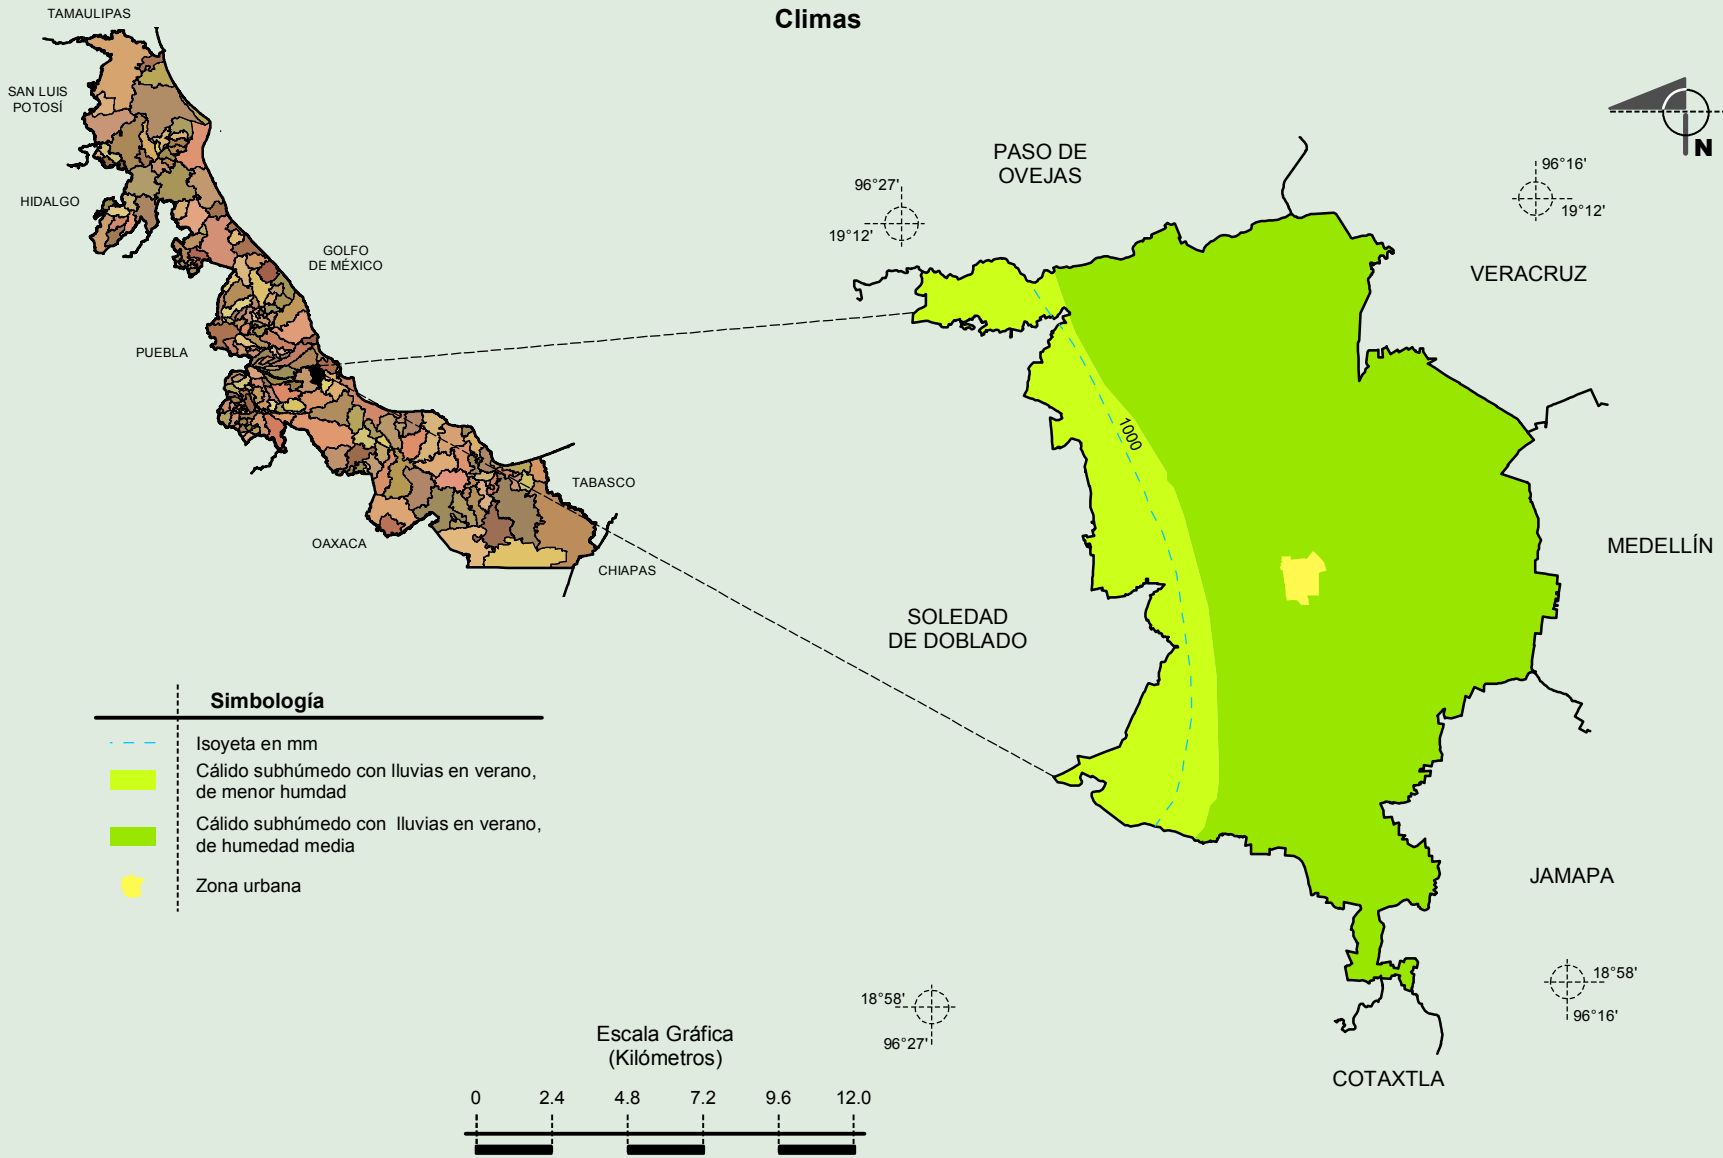 Climas
TAMAULIPAS
SAN LUIS
POTOSÍ
HIDALGO
GOLFO
DE MÉXICO
PUEBLA
TABASCO
OAXACA
CHIAPAS
N
PASO DE
OVEJAS
96°27'
19°12'
96°16'
19°12'
VERACRUZ
1000
MEDELLÍN
SOLEDAD
DE DOBLADO
JAMAPA
18°58'
96°27'
18°58'
96°16'
COTAXTLA
Simbología
Isoyeta en mm
Cálido subhúmedo con lluvias en verano,
de menor humdad
Cálido subhúmedo con lluvias en verano,
de humedad media
Zona urbana
Escala Gráfica
(Kilómetros)
0 2.4 4.8 7.2 9.6 12.0